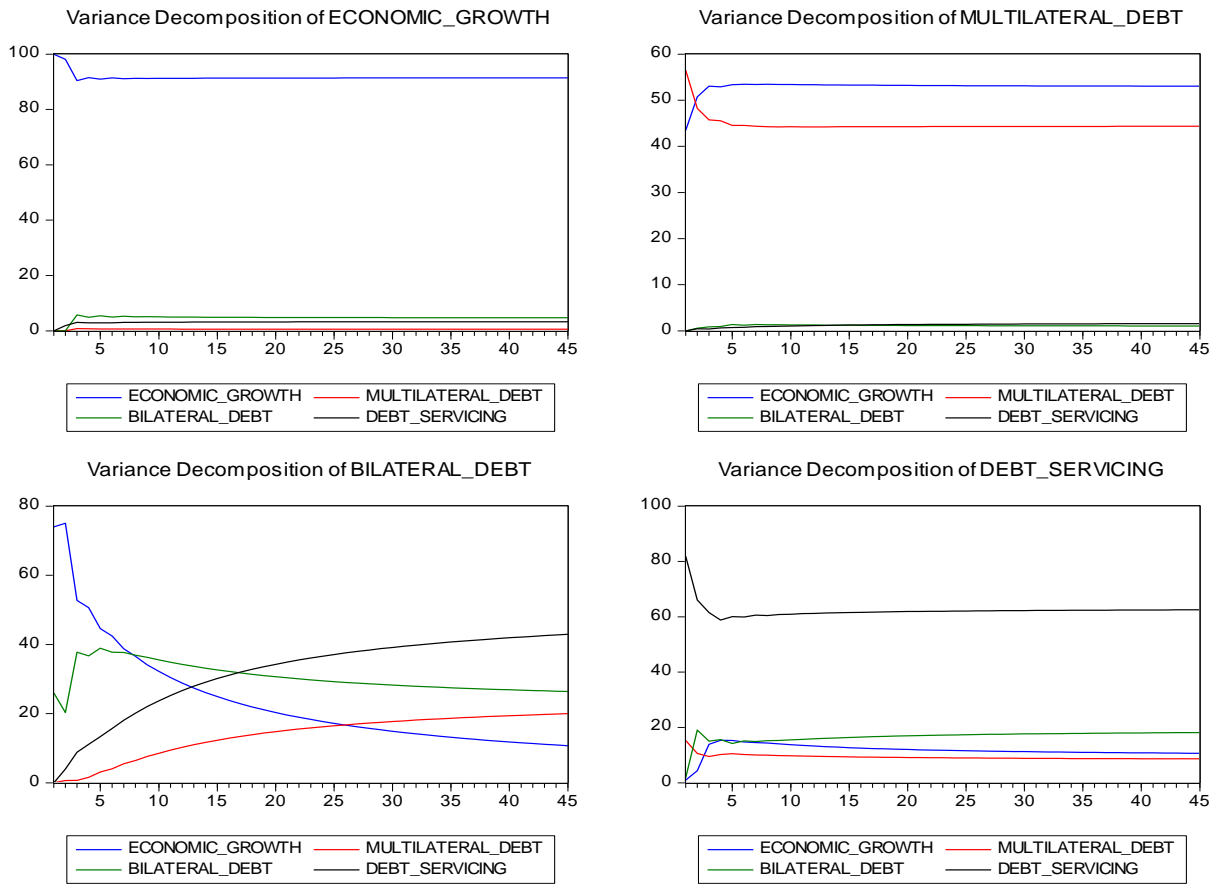 Variance Decomposition of ECONOMIC_GROWTH
100
80
60
40
20
0
5 10 15 20 25 30 35 40 45
ECONOMIC_GROWTH MULTILATERAL_DEBT
BILATERAL_DEBT DEBT_SERVICING
Variance Decomposition of MULTILATERAL_DEBT
60
50
40
30
20
10
0
5 10 15 20 25 30 35 40 45
ECONOMIC_GROWTH MULTILATERAL_DEBT
BILATERAL_DEBT DEBT_SERVICING
Variance Decomposition of BILATERAL_DEBT
80
60
40
20
0
5 10 15 20 25 30 35 40 45
ECONOMIC_GROWTH MULTILATERAL_DEBT
BILATERAL_DEBT DEBT_SERVICING
Variance Decomposition of DEBT_SERVICING
100
80
60
40
20
0
5 10 15 20 25 30 35 40 45
ECONOMIC_GROWTH MULTILATERAL_DEBT
BILATERAL_DEBT DEBT_SERVICING